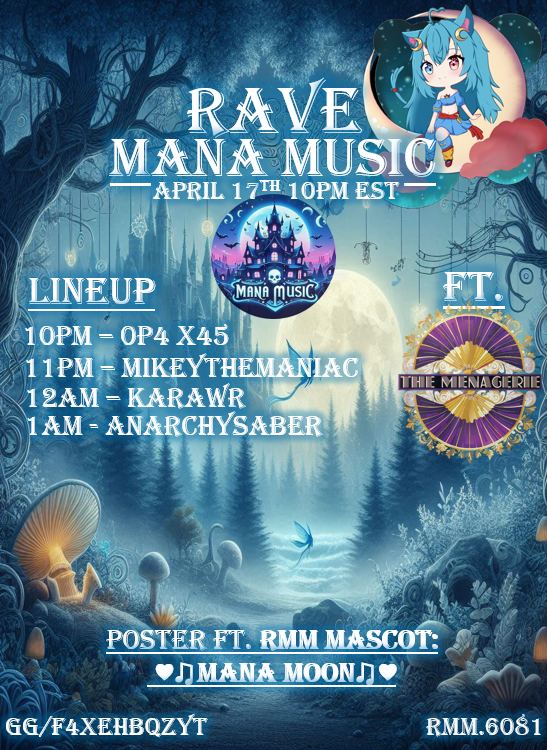 RAVE
MANA MUSIC
APRIL 17TH 10PM EST
MANA MUSIC
LINEUP
FT.
10PM – OP4 X45
11PM – MIKEYTHEMANIAC
12AM – KARAWR
1AM - ANARCHYSABER
THE MENAGERIE
POSTER FT. RMM MASCOT:
♥♫MANA MOON♫♥
GG/F4XEHBQZYT
RMM.6081